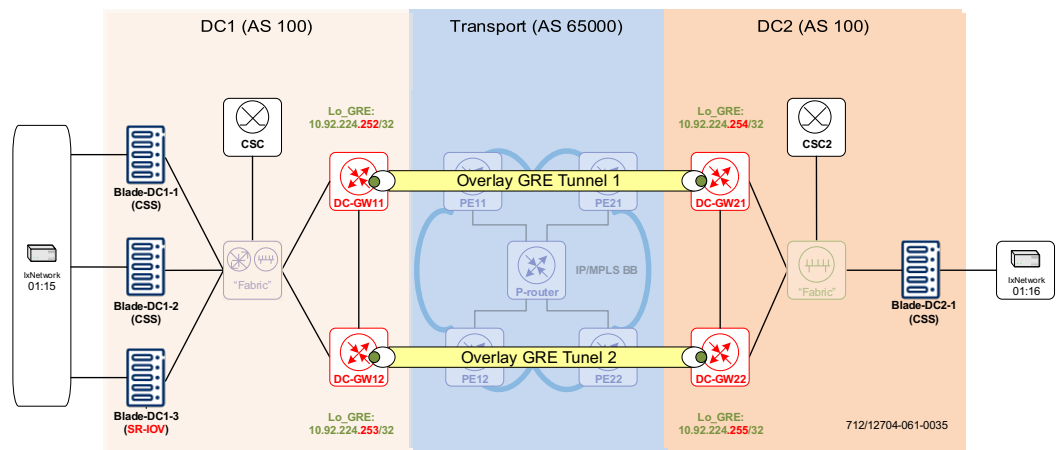 DC1 (AS 100)
Transport (AS 65000)
DC2 (AS 100)
Lo_GRE:
10.92.224.252/32
Lo_GRE:
10.92.224.254/32
CSC
CSC2
Blade-DC1-1
(CSS)
DC-GW11
Overlay GRE Tunnel 1
DC-GW21
PE11
PE21
IxNetwork
01:15
"Fabric"
IP/MPLS BB
P-router
"Fabric"
IxNetwork
01:16
Blade-DC1-2
(CSS)
Blade-DC2-1
(CSS)
Overlay GRE Tunel 2
DC-GW12
PE12
PE22
DC-GW22
Blade-DC1-3
(SR-IOV)
Lo_GRE:
10.92.224.253/32
Lo_GRE:
10.92.224.255/32
712/12704-061-0035